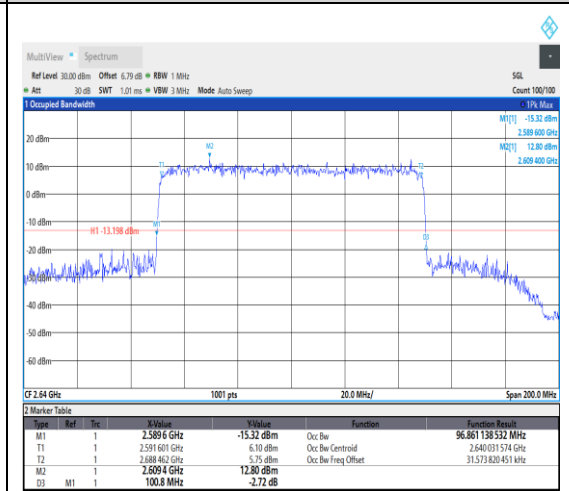 MultiView Spectrum
Ref Level 30.00 dBm Offset 6.79 dB RBW 1 MHz SGL
Att 30 dB SWT 1.01 ms VBW 3 MHz Mode Auto Sweep Count 100/100
1 Occupied Bandwidth 1Pk Max
M1[1] -15.32 dBm
2.589 600 GHz
M2[1] 12.80 dBm
2.609 400 GHz
20 dBm
M2
T1
T2
10 dBm
0 dBm
-10 dBm
M1
H1 -13.198 dBm
D3
-20 dBm
-30 dBm
-40 dBm
-50 dBm
-60 dBm
CF 2.64 GHz 1001 pts 20.0 MHz/ Span 200.0 MHz
2 Marker Table
Type Ref Trc X-Value Y-Value Function Function Result
M1 1 2.589 6 GHz -15.32 dBm Occ Bw 96.861 138 532 MHz
T1 1 2.591 601 GHz 6.10 dBm Occ Bw Centroid 2.640 031 574 GHz
T2 1 2.688 462 GHz 5.75 dBm Occ Bw Freq Offset 31.573 820 451 kHz
M2 1 2.609 4 GHz 12.80 dBm
D3 M1 1 100.8 MHz -2.72 dB